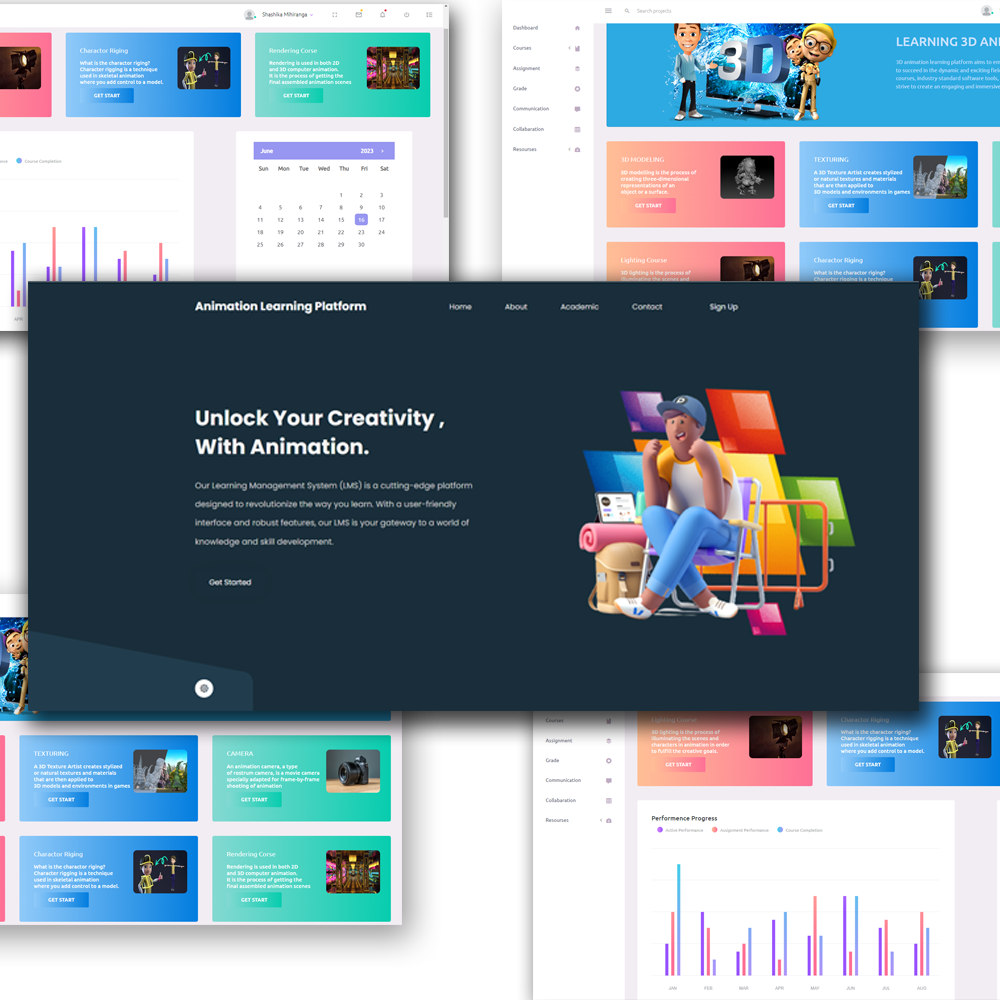 Shashika Mihiranga
Charactor Riging
What is the charactor riging?
Charactor rigging is a technique
used in skeletal animation
where you add control to a model.
GET START
Rendering Corse
Rendering is used in both 2D
and 3D computer animation.
It is the process of getting the
final assembled animation scenes
GET START
Course Completion
APR
June 2023
Sun Mon Tue Wed Thu Fri Sat
1 2 3
4 5 6 7 8 9 10
11 12 13 14 15 16 17
18 19 20 21 22 23 24
25 26 27 28 29 30
Search projects
Dashboard
Courses
Assignment
Grade
Communication
Collabaration
Resourses
LEARNING 3D AN
3D animation learning platform aims to em
to succeed in the dynamic and exciting field
courses, industry-standard software tools,
strive to create an engaging and immersive
3D
3D MODELING
3D modelling is the process of
creating three-dimensional
representations of an
object or a surface.
GET START
TEXTURING
A 3D Texture Artist creates stylized
or natural textures and materials
that are then applied to
3D models and environments in games
GET START
Lighting Course
3D lighting is the process of
illuminating the scenes and
Charactor Riging
What is the charactor riging?
Charactor rigging is a technique
Animation Learning Platform
Home About Academic Contact Sign Up
Unlock Your Creativity ,
With Animation.
Our Learning Management System (LMS) is a cutting-edge platform
designed to revolutionize the way you learn. With a user-friendly
interface and robust features, our LMS is your gateway to a world of
knowledge and skill development.
Get Started
TEXTURING
A 3D Texture Artist creates stylized
or natural textures and materials
that are then applied to
3D models and environments in games
GET START
CAMERA
An animation camera, a type
of rostrum camera, is a movie camera
specially adapted for frame-by-frame
shooting of animation
GET START
Charactor Riging
What is the charactor riging?
Charactor rigging is a technique
used in skeletal animation
where you add control to a model.
GET START
Rendering Corse
Rendering is used in both 2D
and 3D computer animation.
It is the process of getting the
final assembled animation scenes
GET START
Courses
Assignment
Grade
Communication
Collabaration
Resourses
Lighting Course
3D lighting is the process of
illuminating the scenes and
characters in animation in order
to fulfill the creative goals.
GET START
Charactor Riging
What is the charactor riging?
Charactor rigging is a technique
used in skeletal animation
where you add control to a model.
GET START
Performence Progress
Active Performance Assignment Performance Course Completion
JAN FEB MAR APR MAY JUN JUL AUG